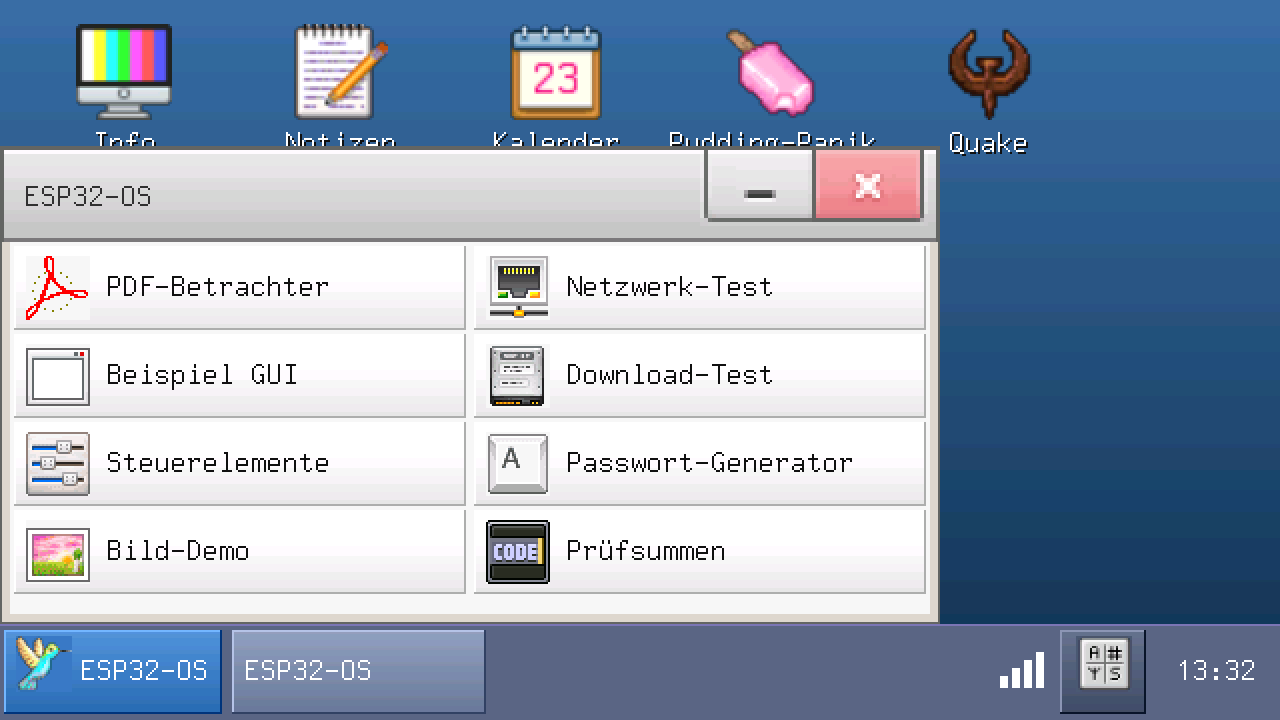 Info Notizen Kalender Pudding-Panik Quake
23
ESP32-OS
PDF-Betrachter Netzwerk-Test
Beispiel GUI Download-Test
Steuerelemente A Passwort-Generator
Bild-Demo CODE Prüfsummen
ESP32-OS ESP32-OS A # Y S 13:32